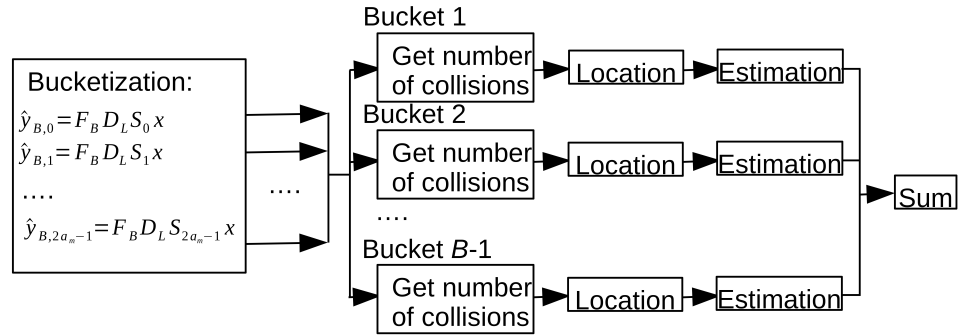 Bucketization:
ŷ_{B,0}=F_B D_L S_0 x
ŷ_{B,1}=F_B D_L S_1 x
....
ŷ_{B,2a_m−1}=F_B D_L S_{2a_m−1} x
....
Bucket 1
Get number
of collisions
Location
Estimation
Bucket 2
Get number
of collisions
Location
Estimation
....
Bucket B-1
Get number
of collisions
Location
Estimation
Sum